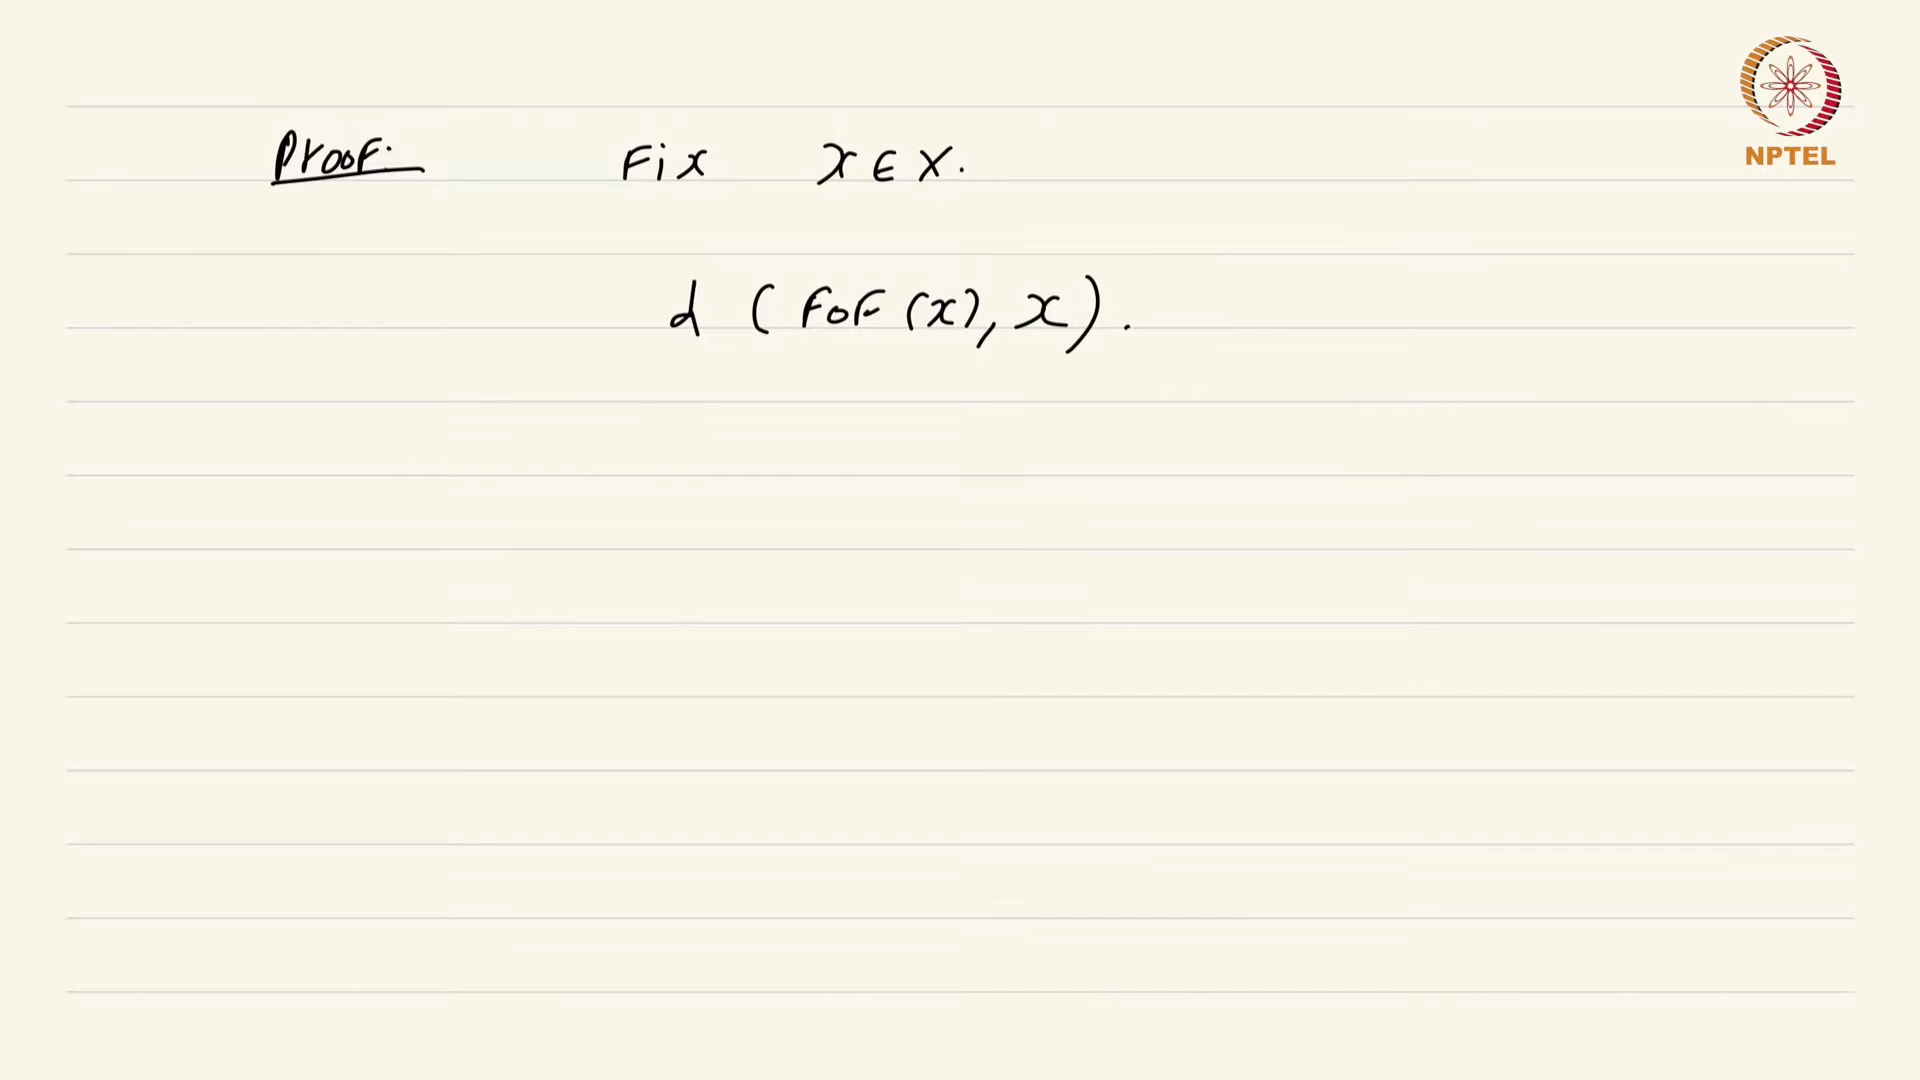 Proof. Fix x ∈ X.
d (FoF (x), x).
NPTEL